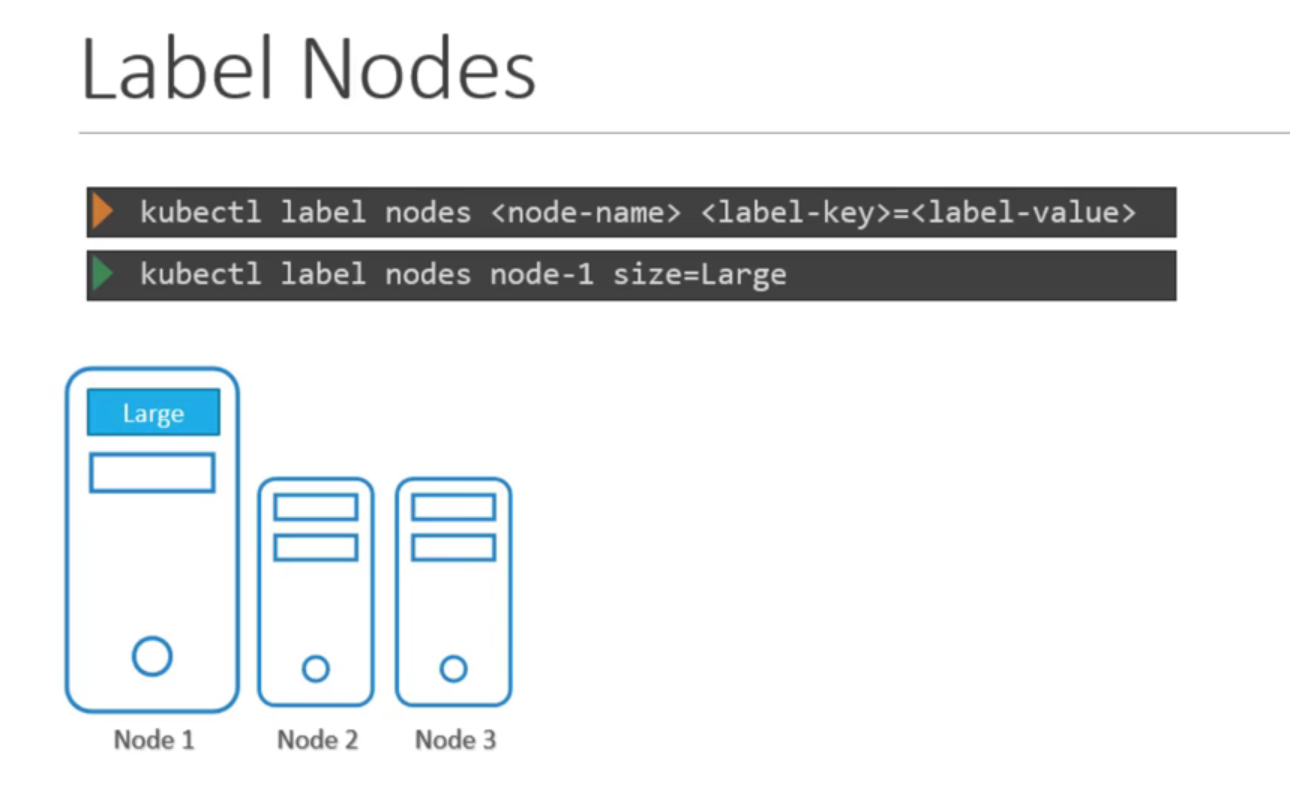 Label Nodes
kubectl label nodes <node-name> <label-key>=<label-value>
kubectl label nodes node-1 size=Large
Large
Node 1
Node 2
Node 3